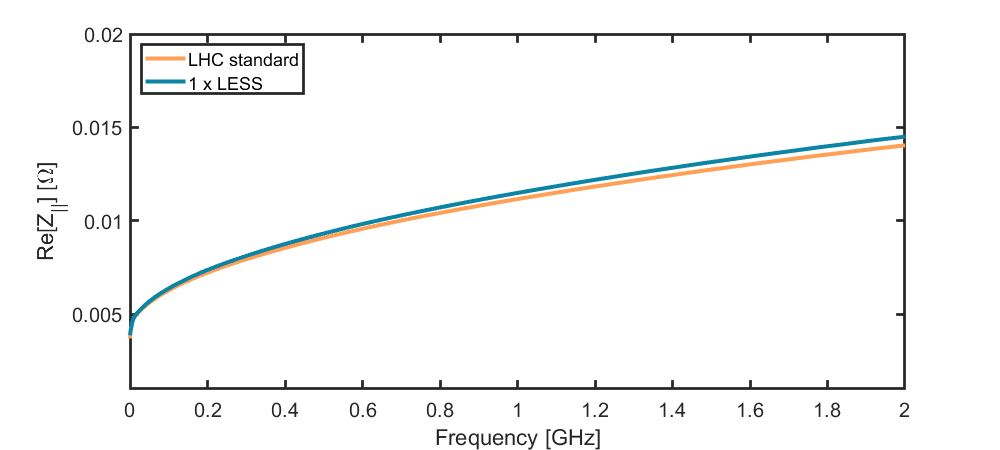 0.02
0.015
0.01
0.005
Re[Z||] [Ω]
LHC standard
1 x LESS
0 0.2 0.4 0.6 0.8 1 1.2 1.4 1.6 1.8 2
Frequency [GHz]